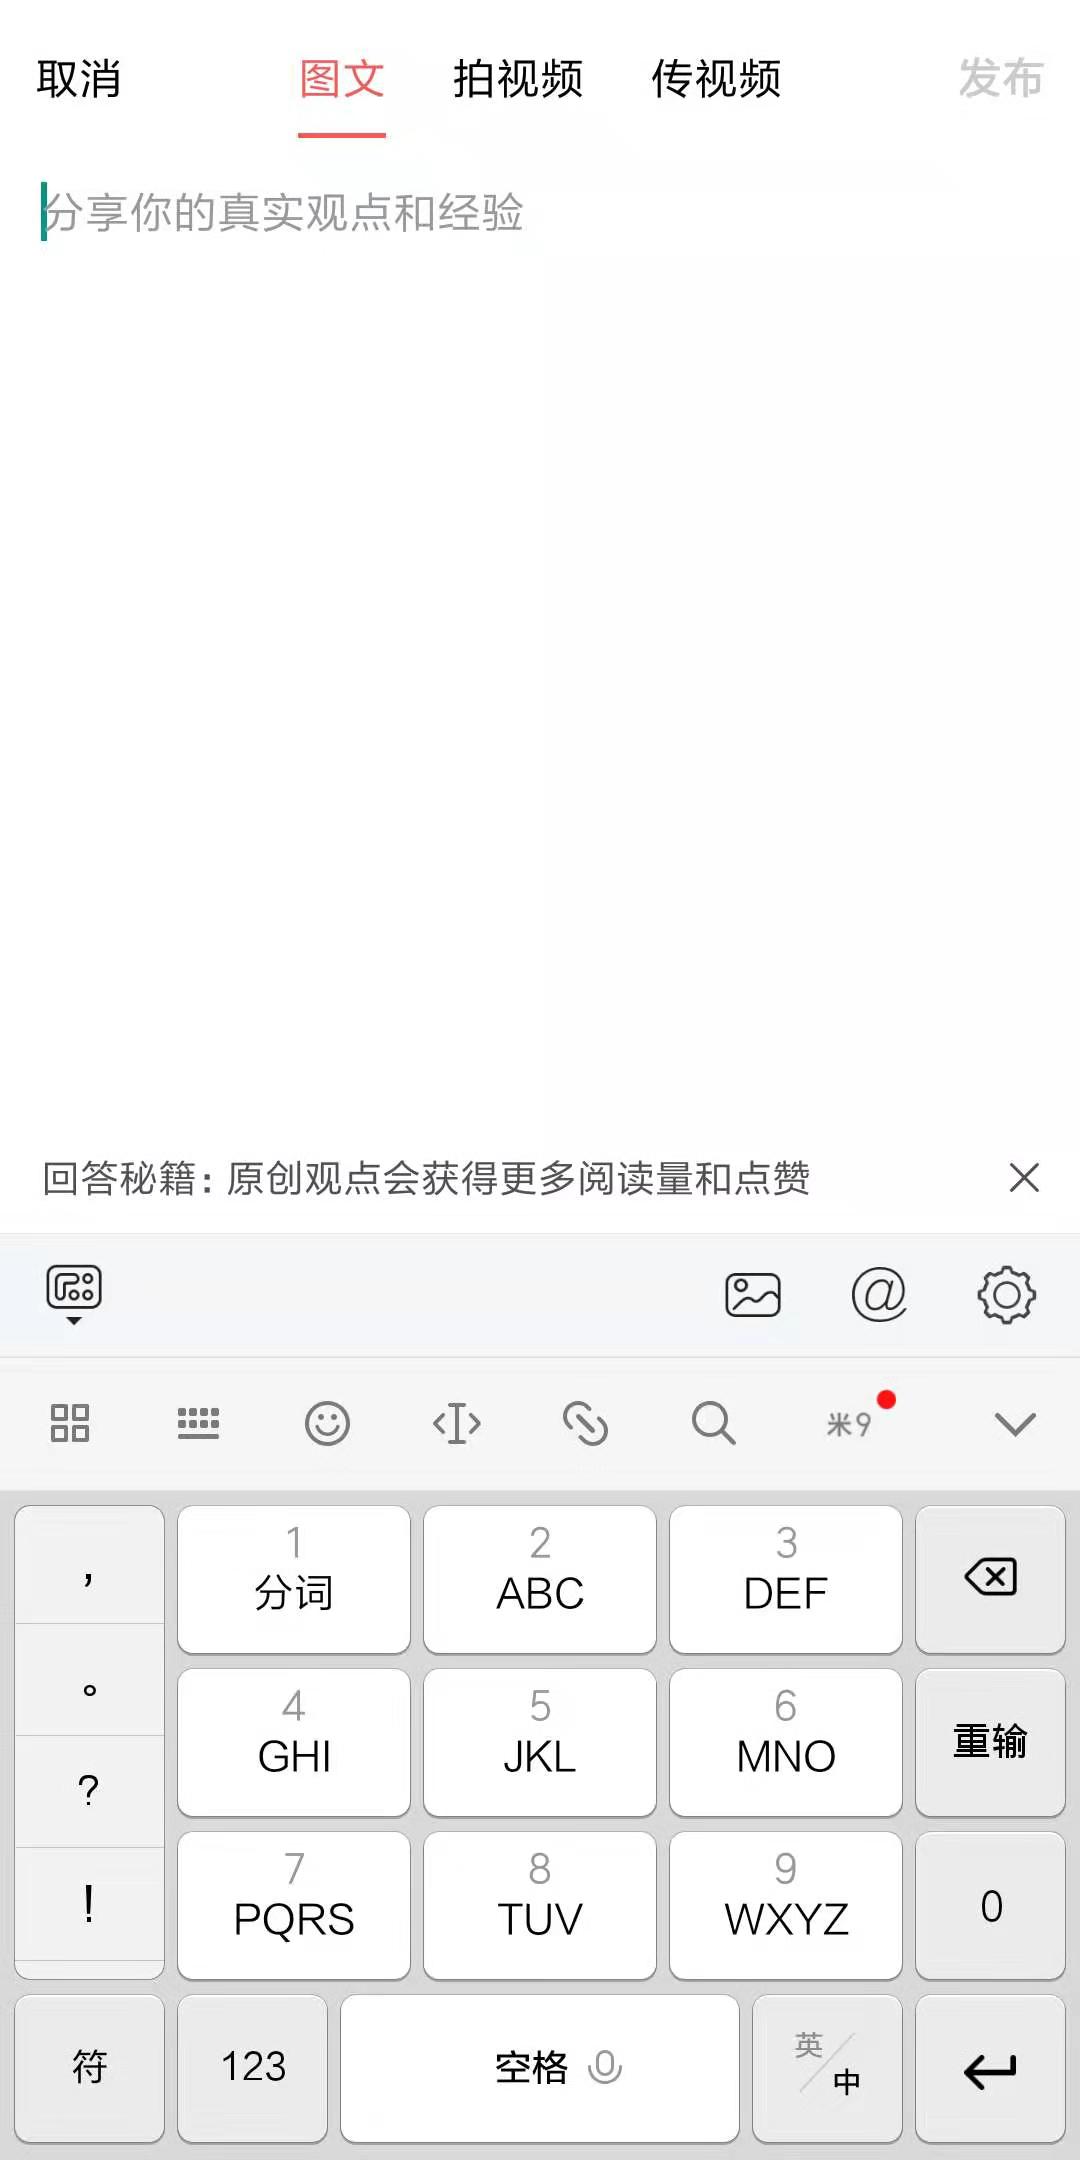 取消 图文 拍视频 传视频 发布
分享你的真实观点和经验
回答秘籍：原创观点会获得更多阅读量和点赞
@
米9
， 1 2 3
分词 ABC DEF
。 4 5 6
GHI JKL MNO 重输
？ 7 8 9
！ PQRS TUV WXYZ 0
符 123 空格 英/中